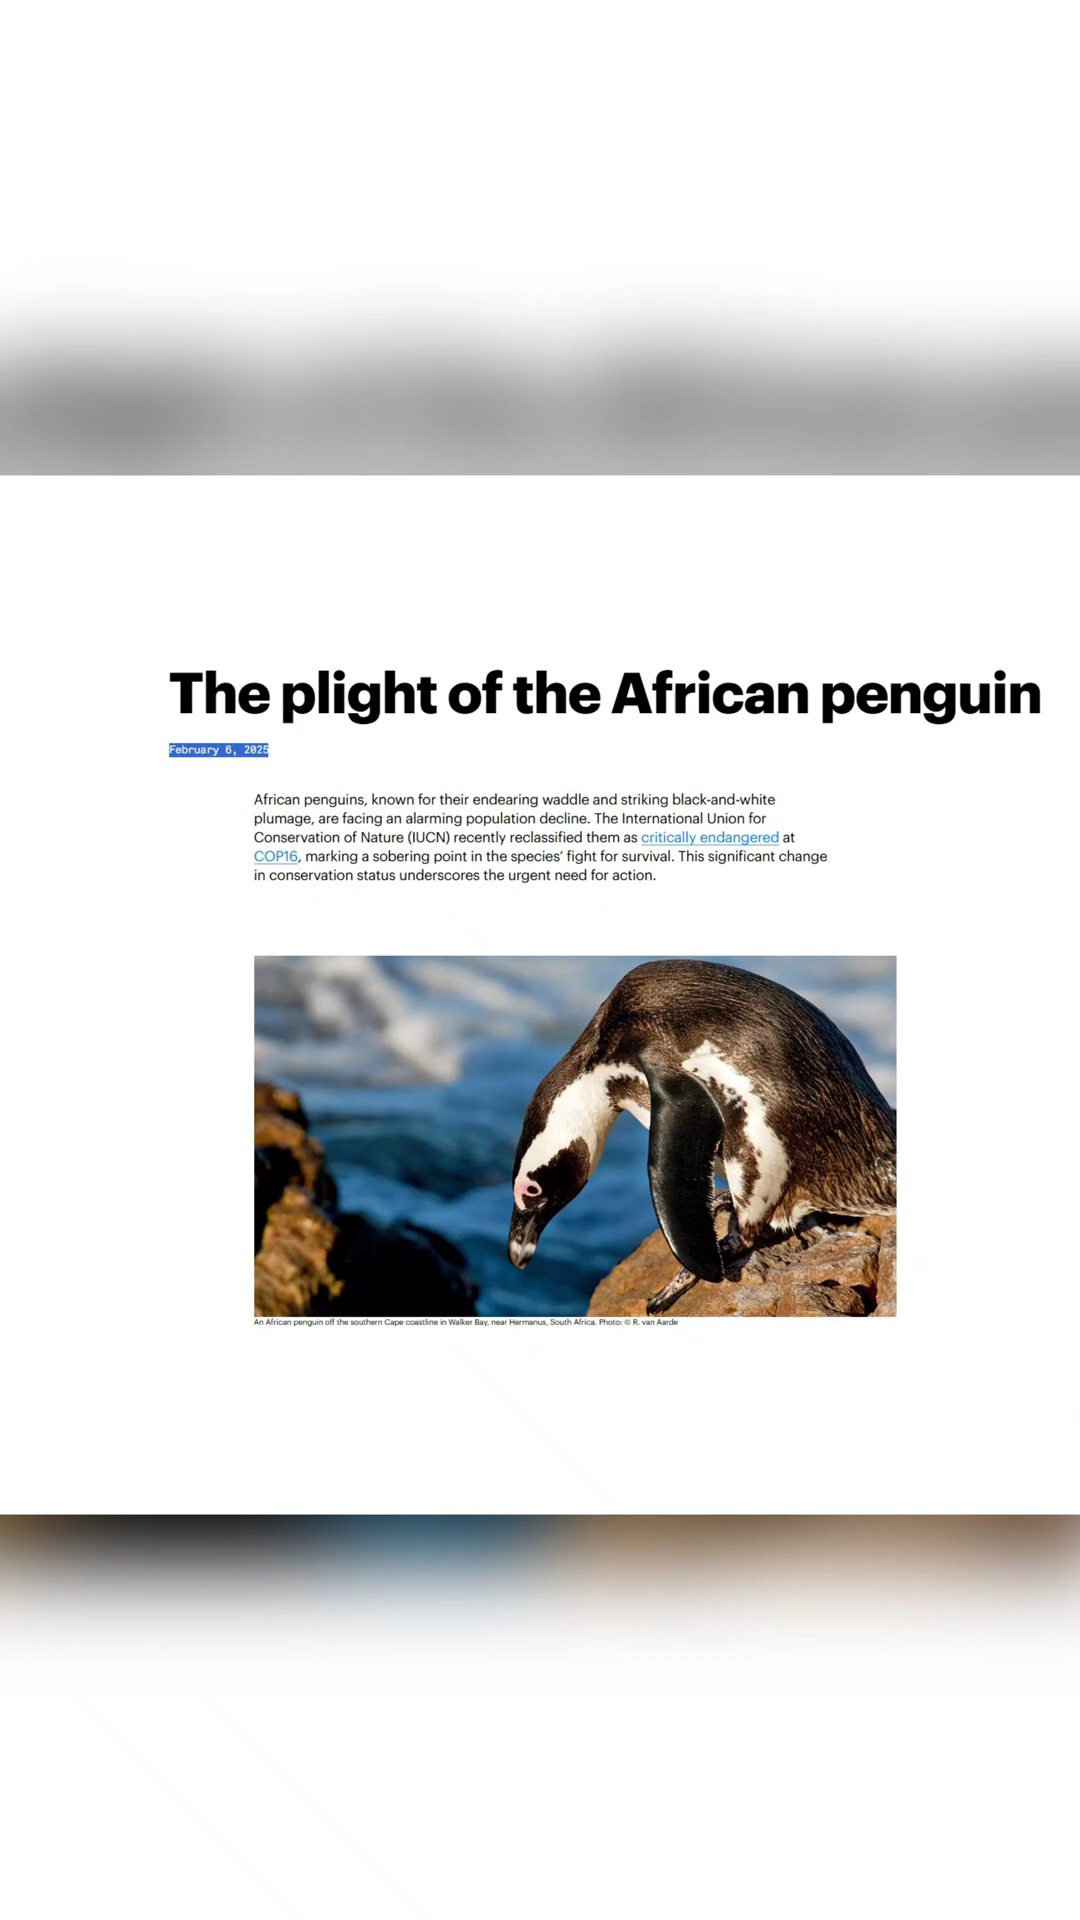 The plight of the African penguin
February 6, 2025
African penguins, known for their endearing waddle and striking black-and-white
plumage, are facing an alarming population decline. The International Union for
Conservation of Nature (IUCN) recently reclassified them as critically endangered at
COP16, marking a sobering point in the species’ fight for survival. This significant change
in conservation status underscores the urgent need for action.
An African penguin off the southern Cape coastline in Walker Bay, near Hermanus, South Africa. Photo: © R. van Aarde